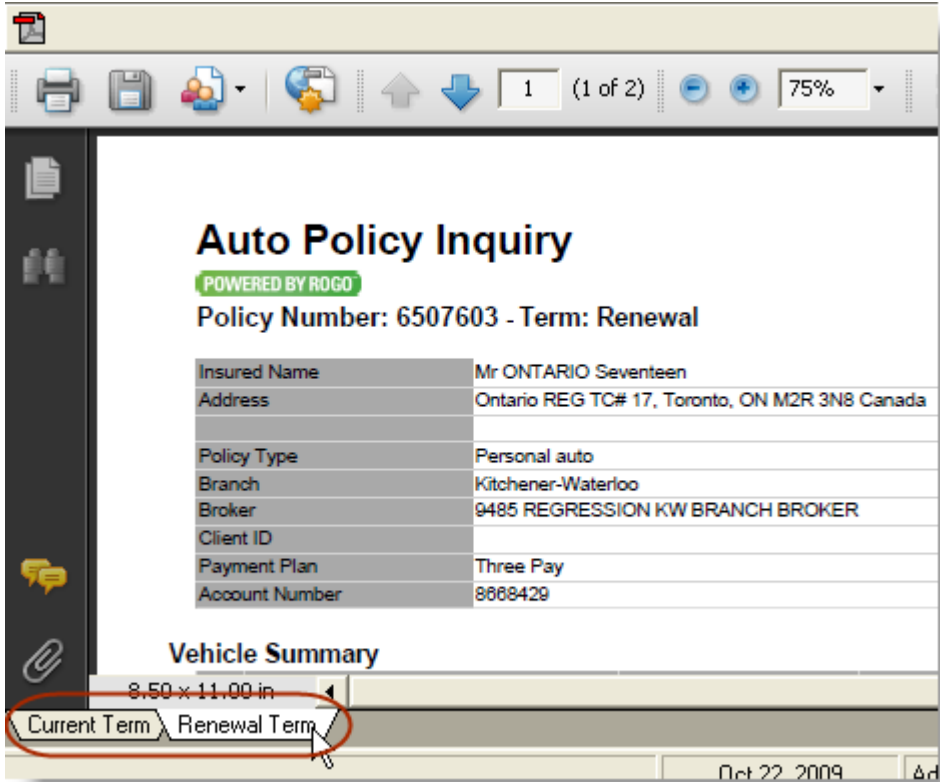 1 (1 of 2) 75%
Auto Policy Inquiry
POWERED BY ROGO
Policy Number: 6507603 - Term: Renewal
Insured Name Mr ONTARIO Seventeen
Address Ontario REG TC# 17, Toronto, ON M2R 3N8 Canada
Policy Type Personal auto
Branch Kitchener-Waterloo
Broker 9485 REGRESSION KW BRANCH BROKER
Client ID
Payment Plan Three Pay
Account Number 8668429
Vehicle Summary
8.50 x 11.00 in
Current Term Renewal Term
Oct 22, 2009